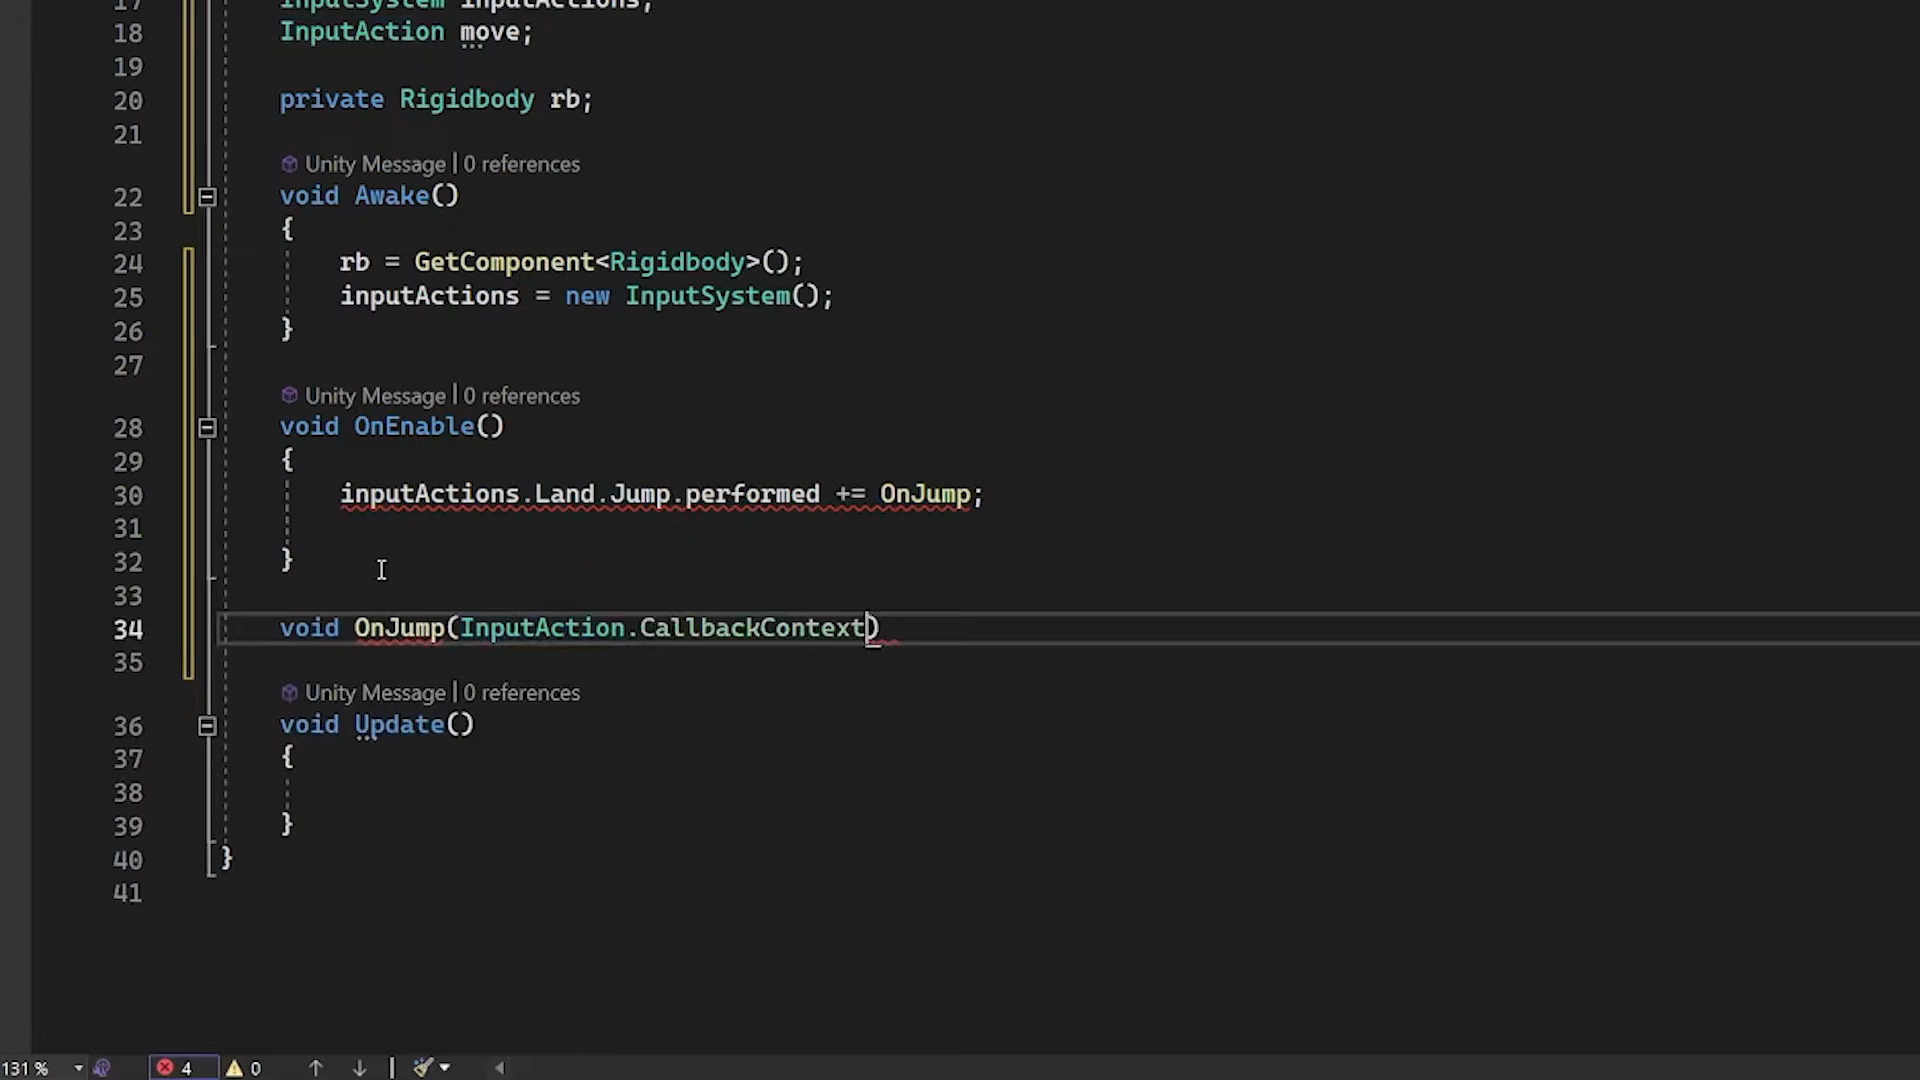 17 InputSystem inputActions;
18 InputAction move;
19
20 private Rigidbody rb;
21
Unity Message | 0 references
22 void Awake()
23 {
24 rb = GetComponent<Rigidbody>();
25 inputActions = new InputSystem();
26 }
27
Unity Message | 0 references
28 void OnEnable()
29 {
30 inputActions.Land.Jump.performed += OnJump;
31
32 }
33
34 void OnJump(InputAction.CallbackContext)
35
Unity Message | 0 references
36 void Update()
37 {
38
39 }
40 }
41
131 % 4 0